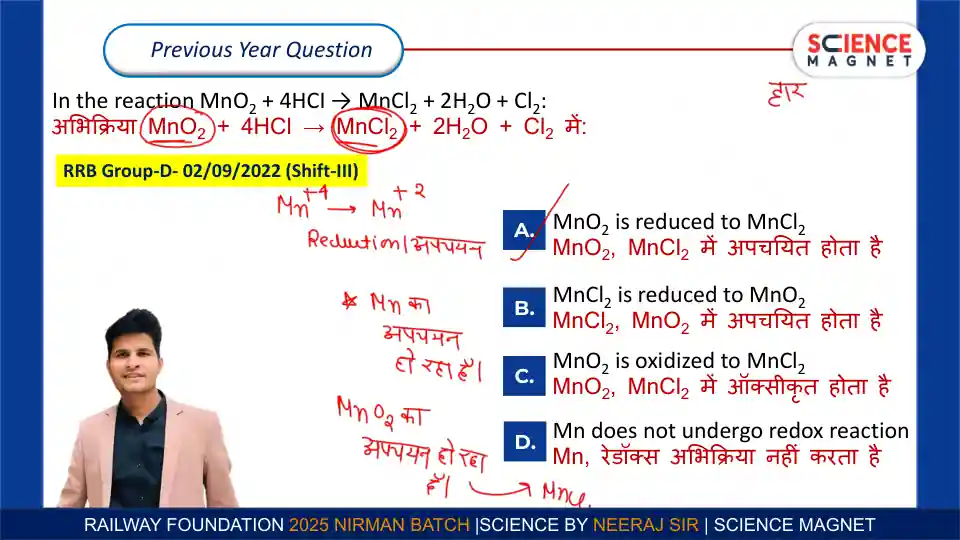 Previous Year Question
SCIENCE
MAGNET
हार
In the reaction MnO₂ + 4HCl → MnCl₂ + 2H₂O + Cl₂:
अभिक्रिया MnO₂ + 4HCl → MnCl₂ + 2H₂O + Cl₂ में:
RRB Group-D- 02/09/2022 (Shift-III)
Mn⁺⁴ → Mn⁺²
Reduction/अपचयन
* Mn का
अपचयन
हो रहा है।
MnO₂ का
अपचयन हो रहा
है। → MnCl₂
A. MnO₂ is reduced to MnCl₂
MnO₂, MnCl₂ में अपचयित होता है
B. MnCl₂ is reduced to MnO₂
MnCl₂, MnO₂ में अपचयित होता है
C. MnO₂ is oxidized to MnCl₂
MnO₂, MnCl₂ में ऑक्सीकृत होता है
D. Mn does not undergo redox reaction
Mn, रेडॉक्स अभिक्रिया नहीं करता है
RAILWAY FOUNDATION 2025 NIRMAN BATCH |SCIENCE BY NEERAJ SIR | SCIENCE MAGNET